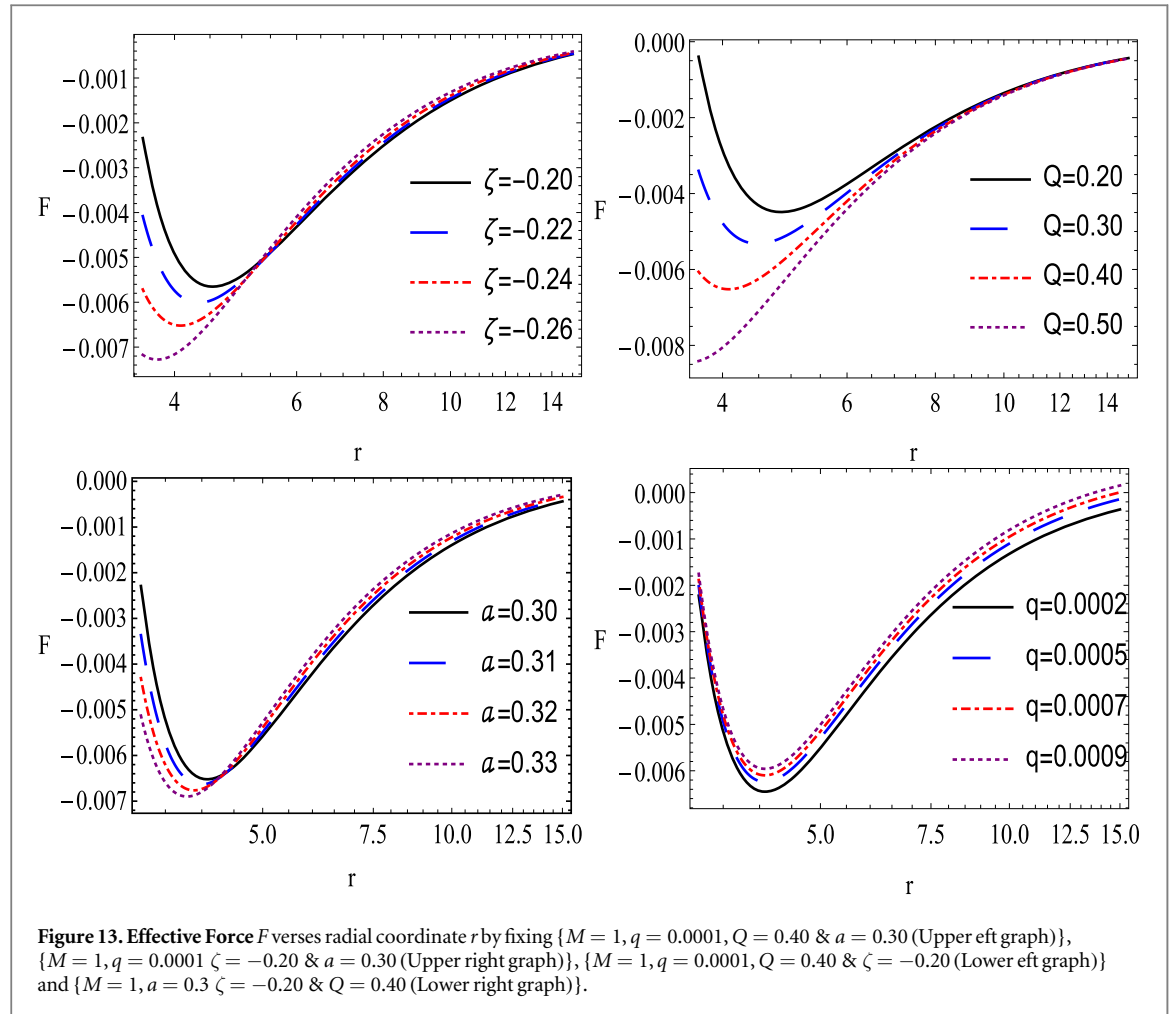 −0.001
−0.002
−0.003
−0.004
−0.005
−0.006
−0.007
F
ζ=−0.20
ζ=−0.22
ζ=−0.24
ζ=−0.26
4 6 8 10 12 14
r
0.000
−0.002
−0.004
−0.006
−0.008
F
Q=0.20
Q=0.30
Q=0.40
Q=0.50
4 6 8 10 12 14
r
0.000
−0.001
−0.002
−0.003
−0.004
−0.005
−0.006
−0.007
F
a=0.30
a=0.31
a=0.32
a=0.33
5.0 7.5 10.0 12.5 15.0
r
0.000
−0.001
−0.002
−0.003
−0.004
−0.005
−0.006
F
q=0.0002
q=0.0005
q=0.0007
q=0.0009
5.0 7.5 10.0 12.5 15.0
r
Figure 13. Effective Force F verses radial coordinate r by fixing {M = 1, q = 0.0001, Q = 0.40 & a = 0.30 (Upper eft graph)},
{M = 1, q = 0.0001 ζ = −0.20 & a = 0.30 (Upper right graph)}, {M = 1, q = 0.0001, Q = 0.40 & ζ = −0.20 (Lower eft graph)}
and {M = 1, a = 0.3 ζ = −0.20 & Q = 0.40 (Lower right graph)}.